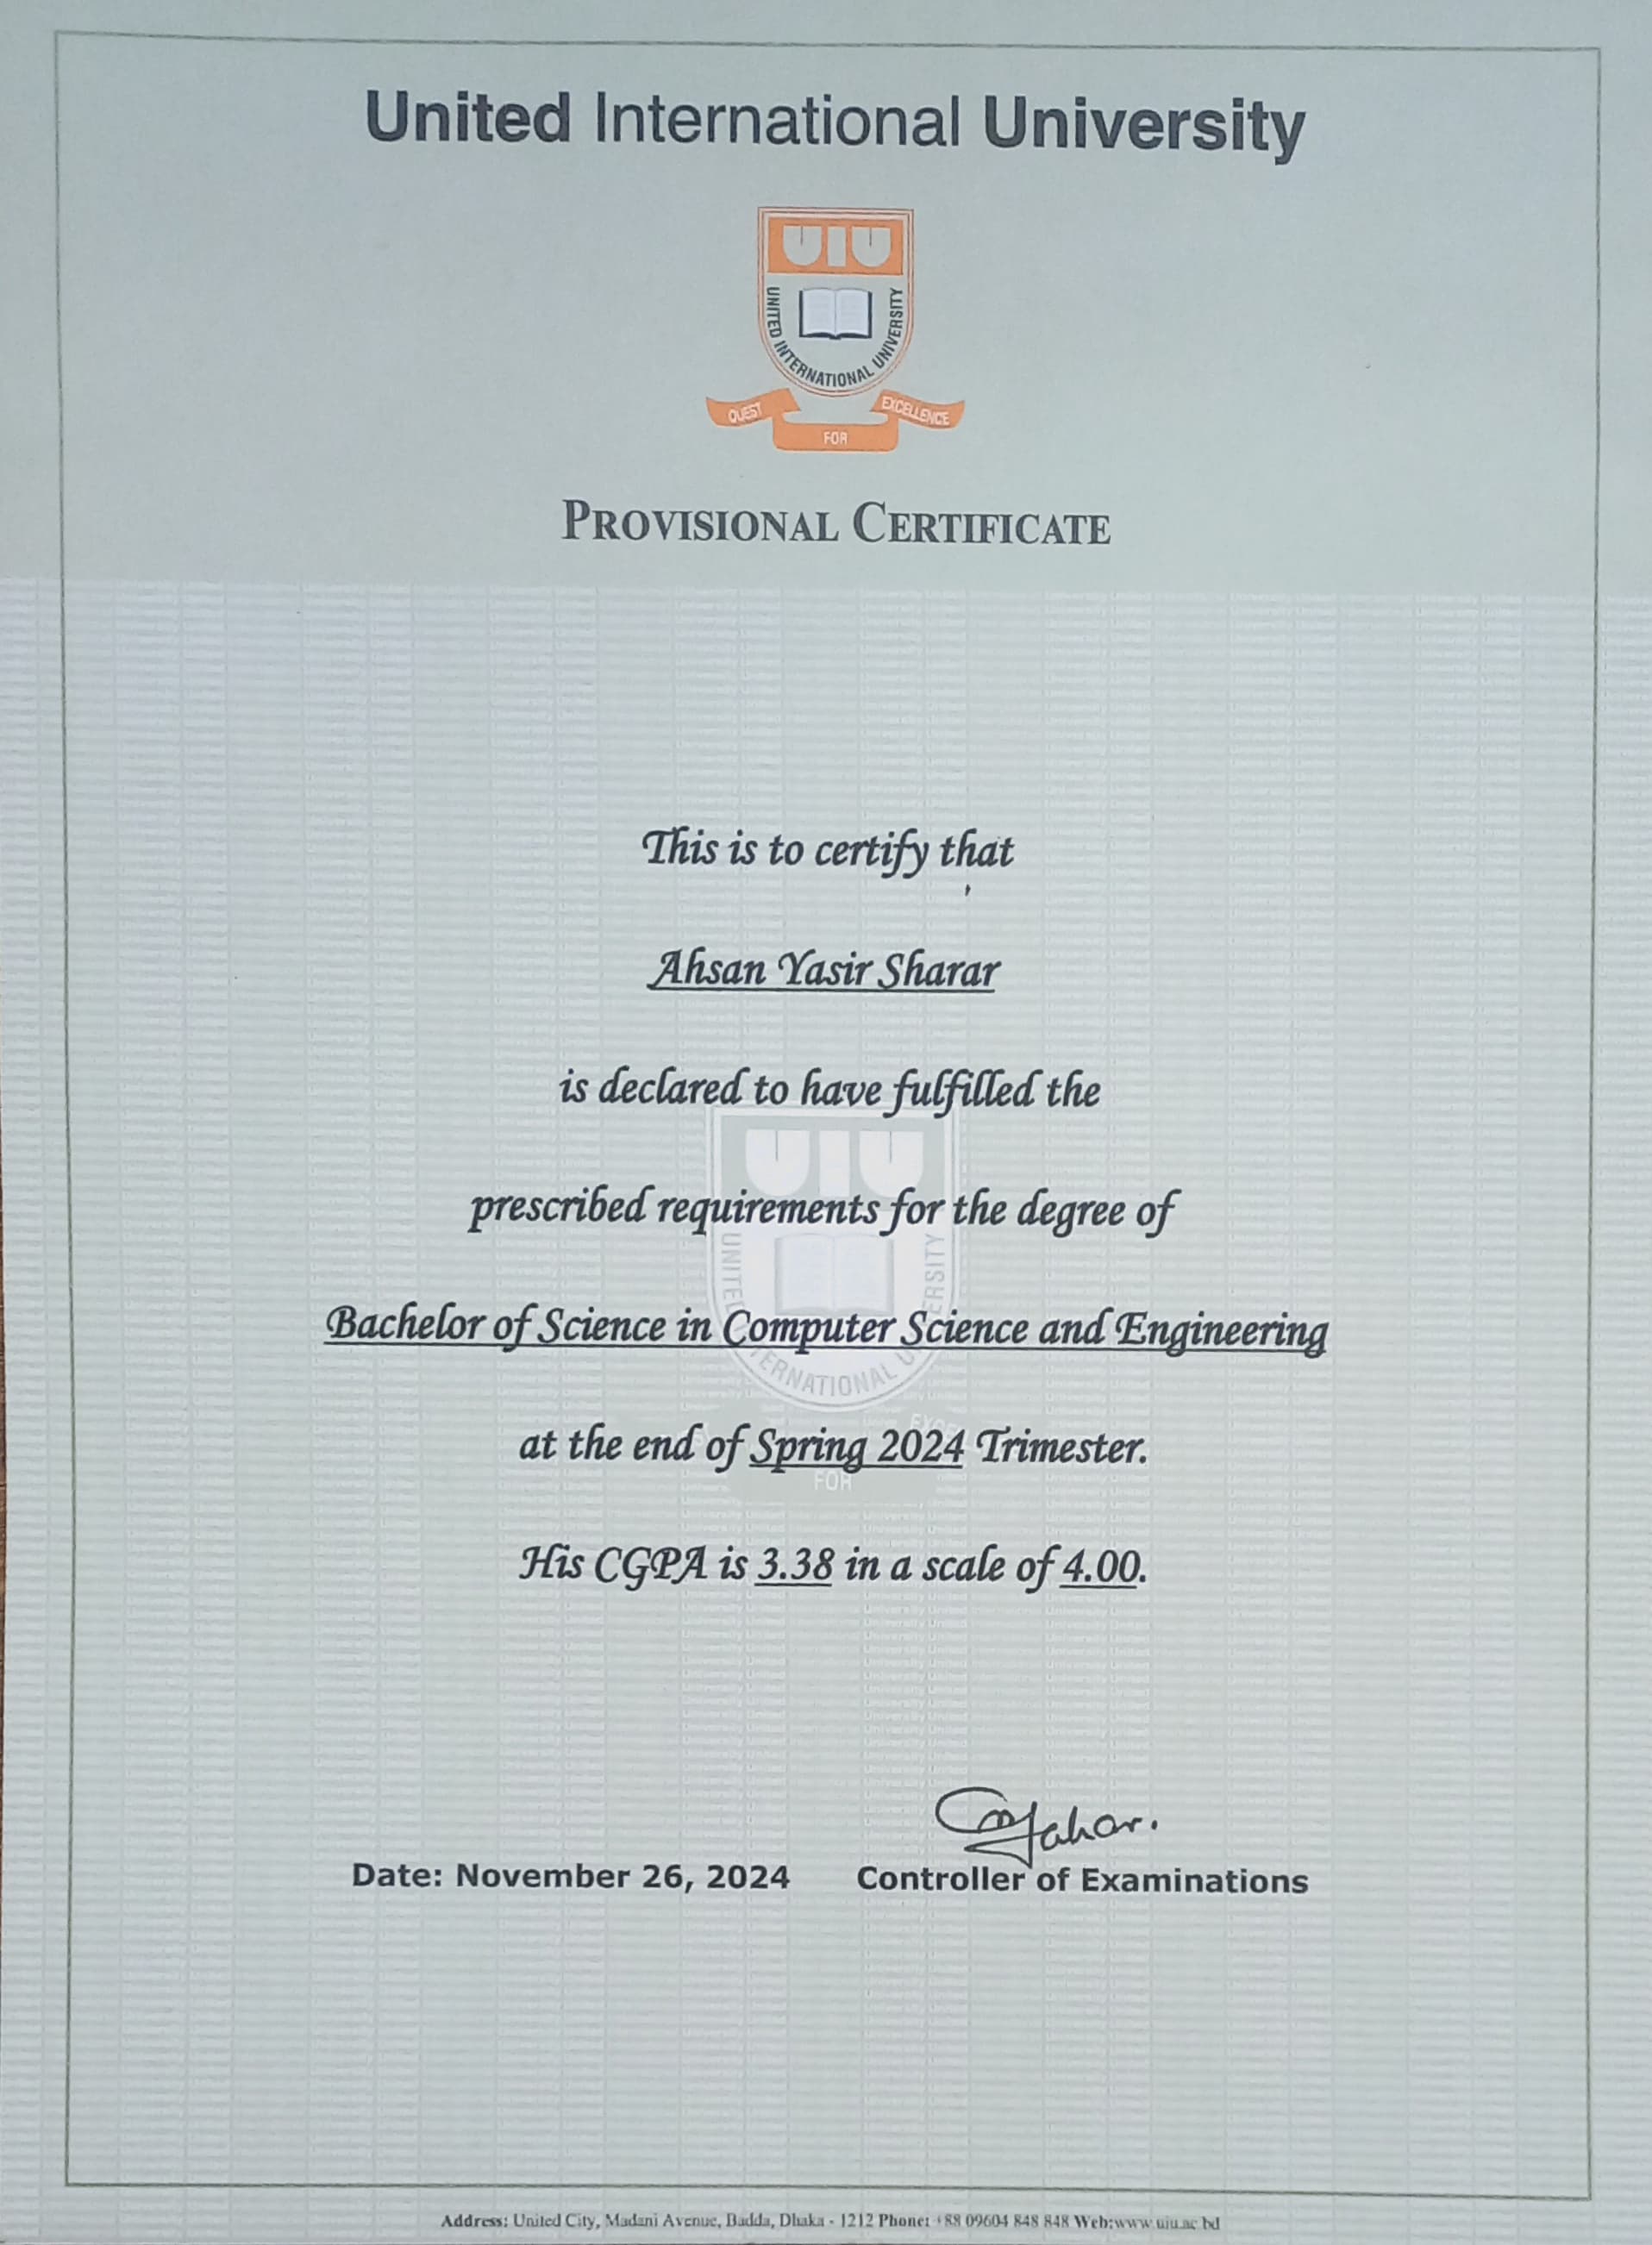 United International University
UIU
UNITED INTERNATIONAL UNIVERSITY
QUEST FOR EXCELLENCE
PROVISIONAL CERTIFICATE
This is to certify that
Ahsan Yasir Sharar
is declared to have fulfilled the
prescribed requirements for the degree of
Bachelor of Science in Computer Science and Engineering
at the end of Spring 2024 Trimester.
His CGPA is 3.38 in a scale of 4.00.
Date: November 26, 2024
Controller of Examinations
Address: United City, Madani Avenue, Badda, Dhaka - 1212 Phone: +88 09604 848 848 Web:www.uiu.ac.bd